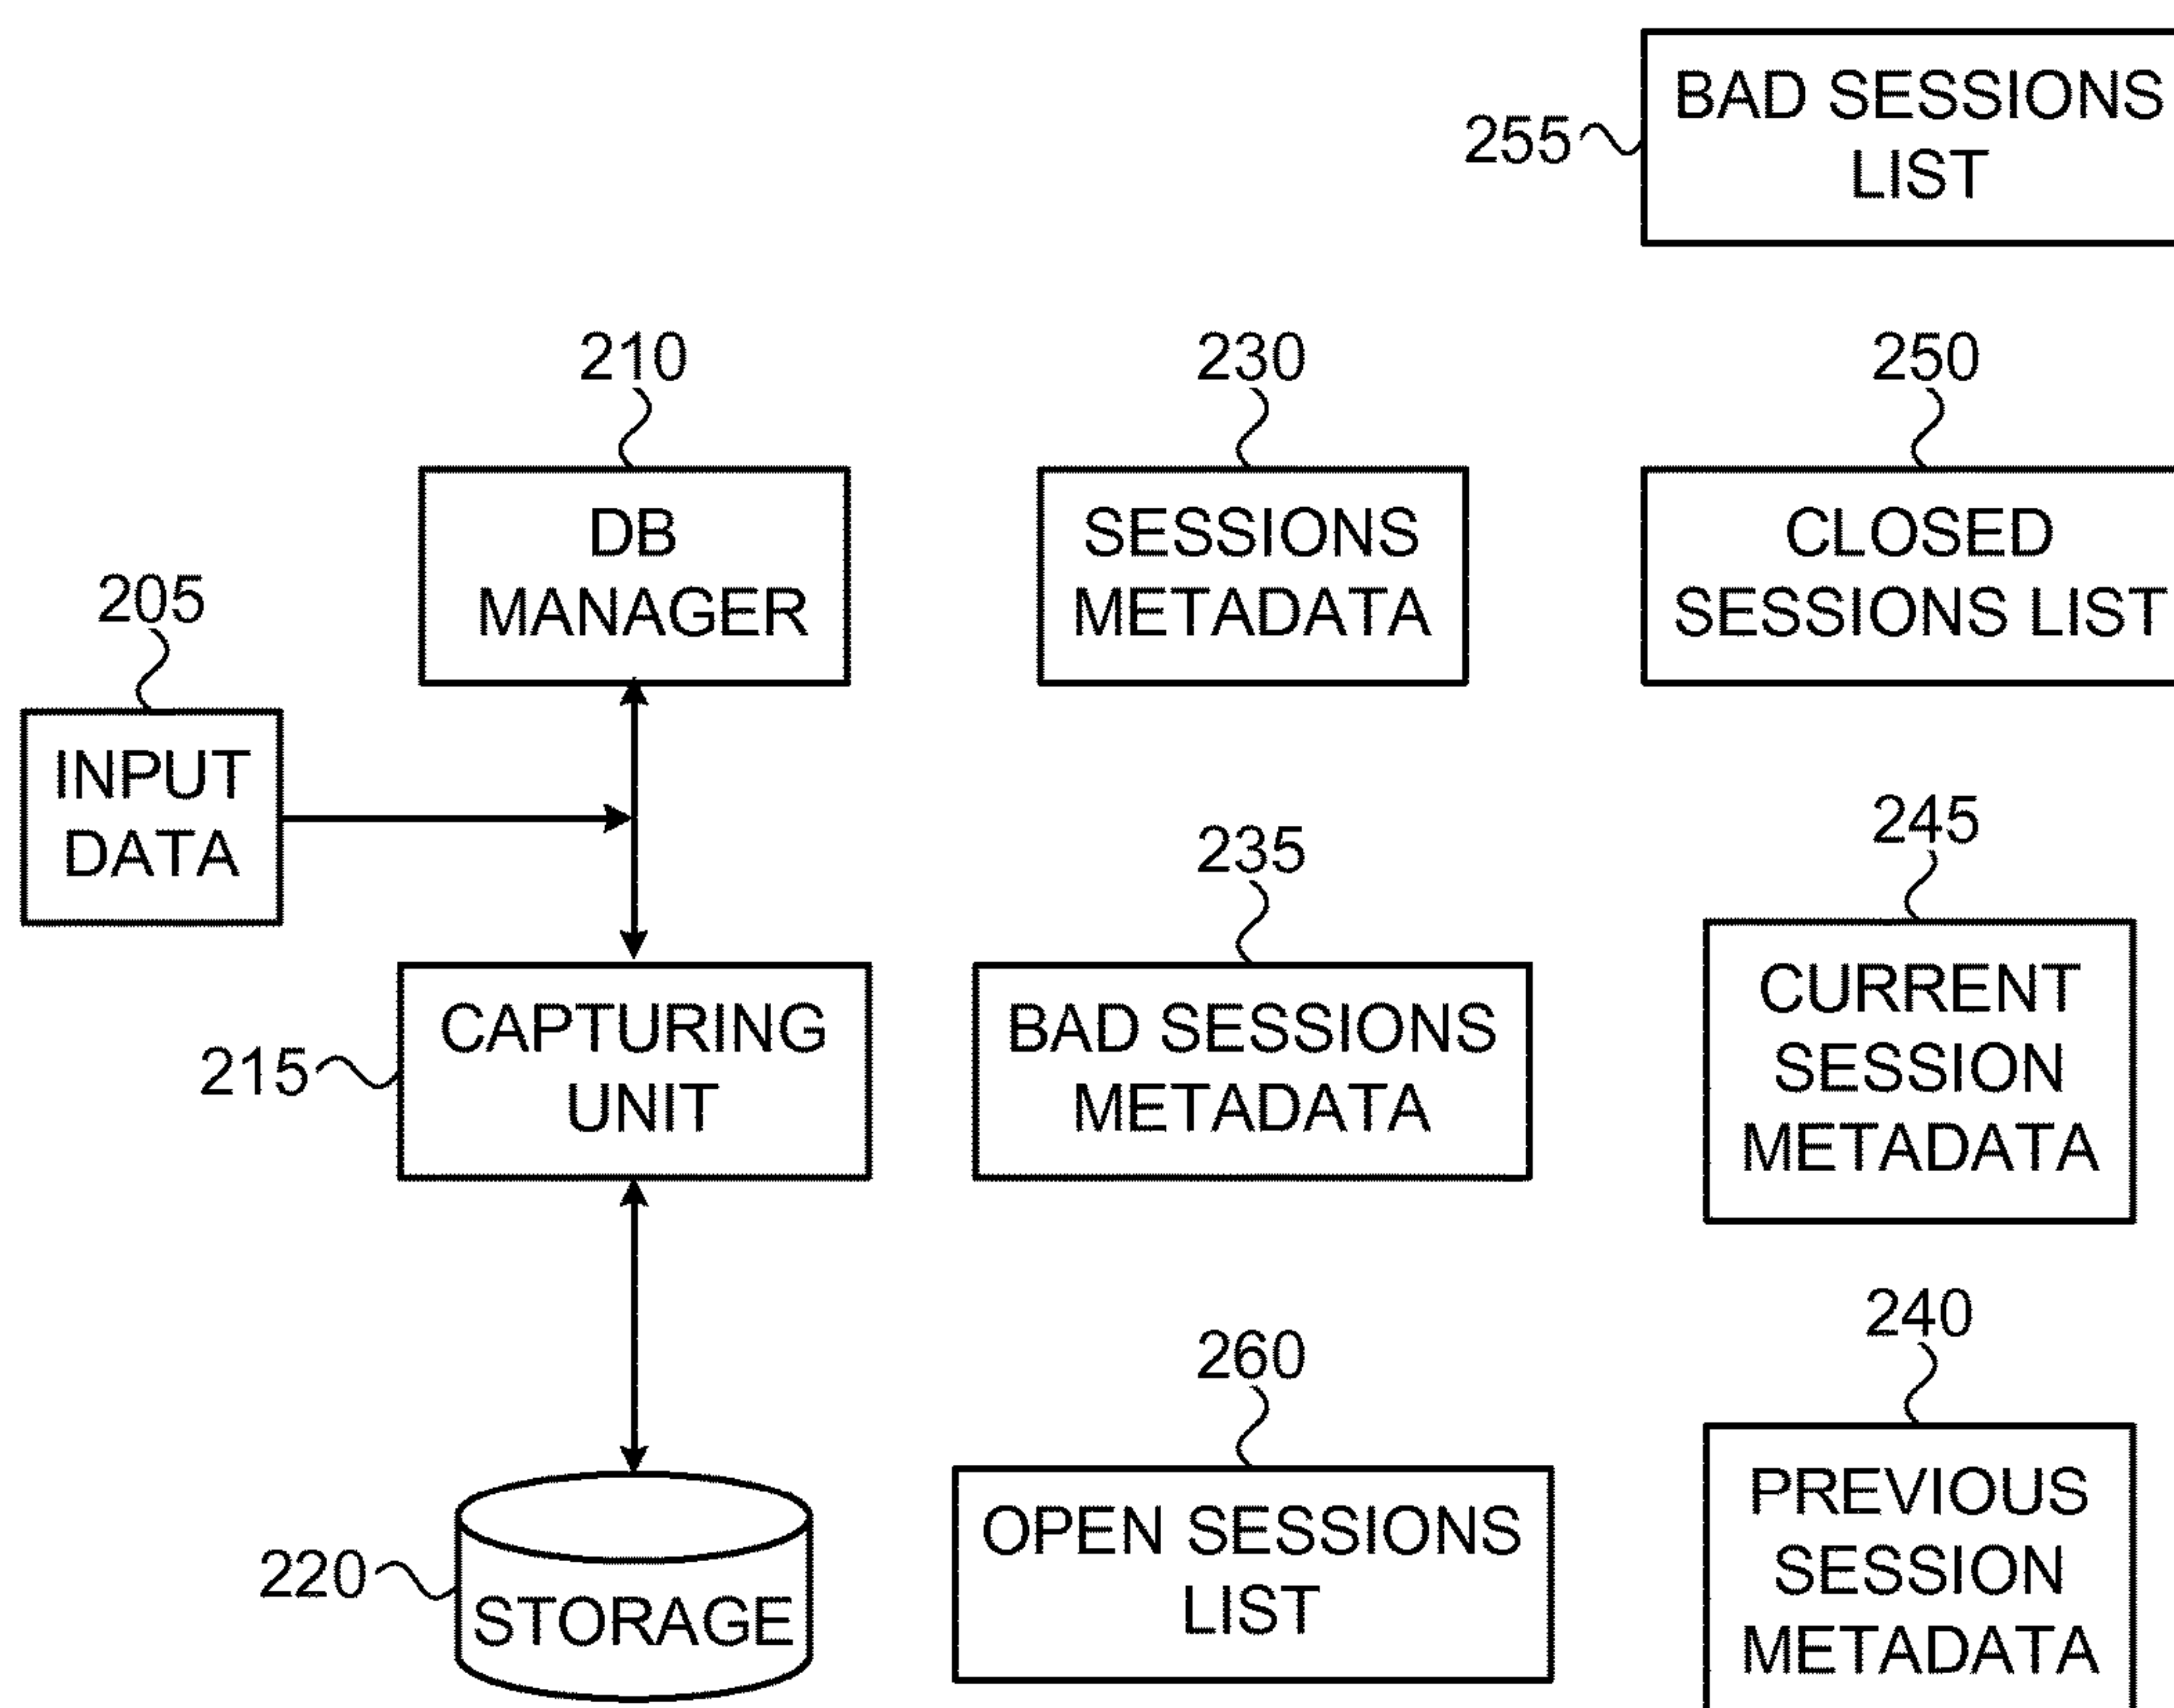 255
BAD SESSIONS
LIST
210
DB
MANAGER
230
SESSIONS
METADATA
250
CLOSED
SESSIONS LIST
205
INPUT
DATA
215
CAPTURING
UNIT
235
BAD SESSIONS
METADATA
245
CURRENT
SESSION
METADATA
220
STORAGE
260
OPEN SESSIONS
LIST
240
PREVIOUS
SESSION
METADATA